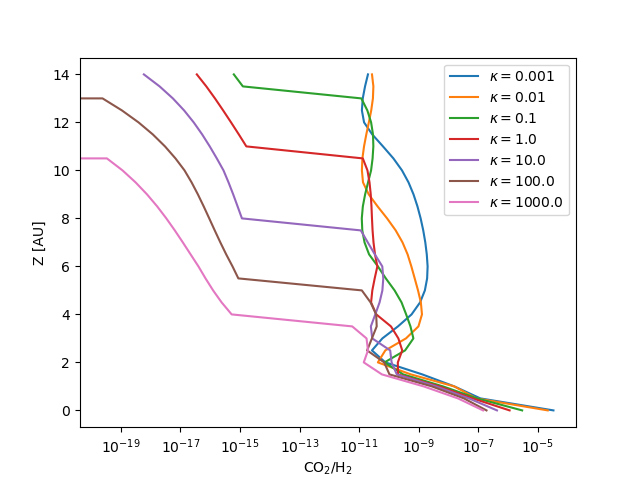 14
12
10
8
6
4
2
0
Z [AU]
10⁻¹⁹ 10⁻¹⁷ 10⁻¹⁵ 10⁻¹³ 10⁻¹¹ 10⁻⁹ 10⁻⁷ 10⁻⁵
CO₂/H₂
κ = 0.001
κ = 0.01
κ = 0.1
κ = 1.0
κ = 10.0
κ = 100.0
κ = 1000.0